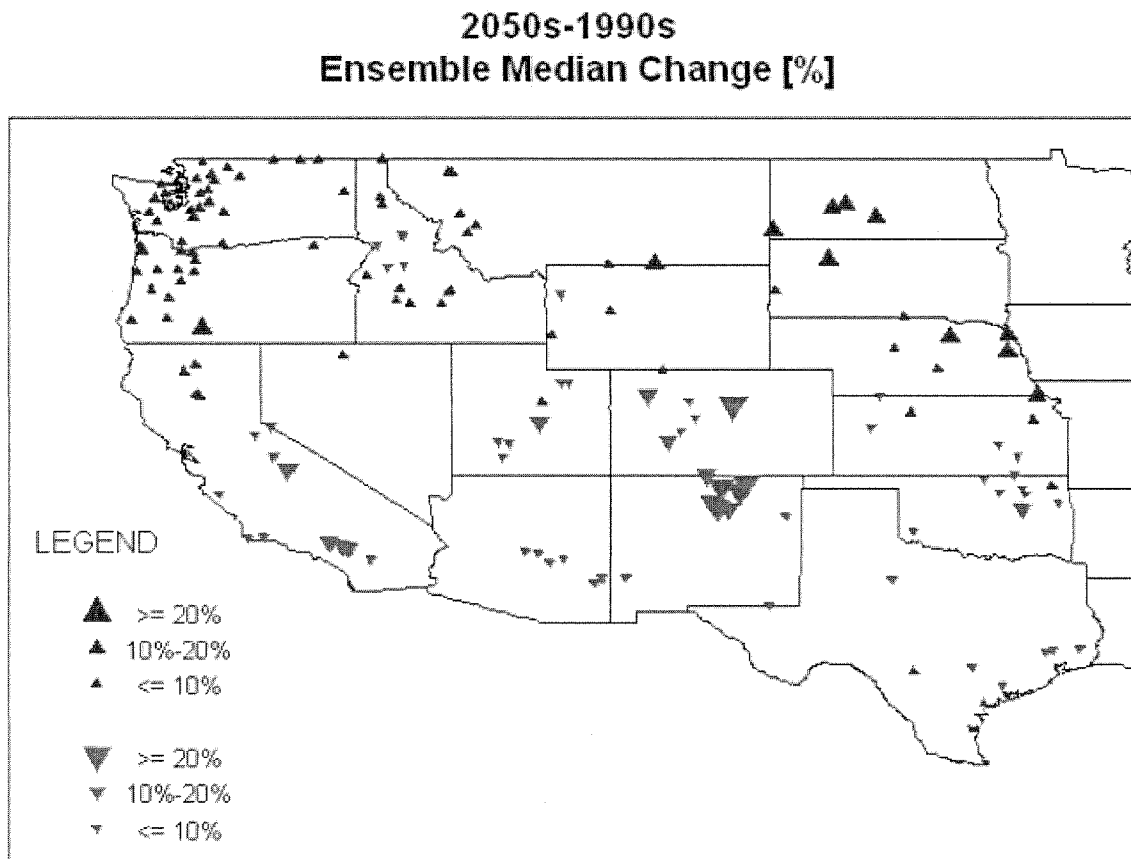 2050s-1990s
Ensemble Median Change [%]
LEGEND
>= 20%
10%-20%
<= 10%
>= 20%
10%-20%
<= 10%